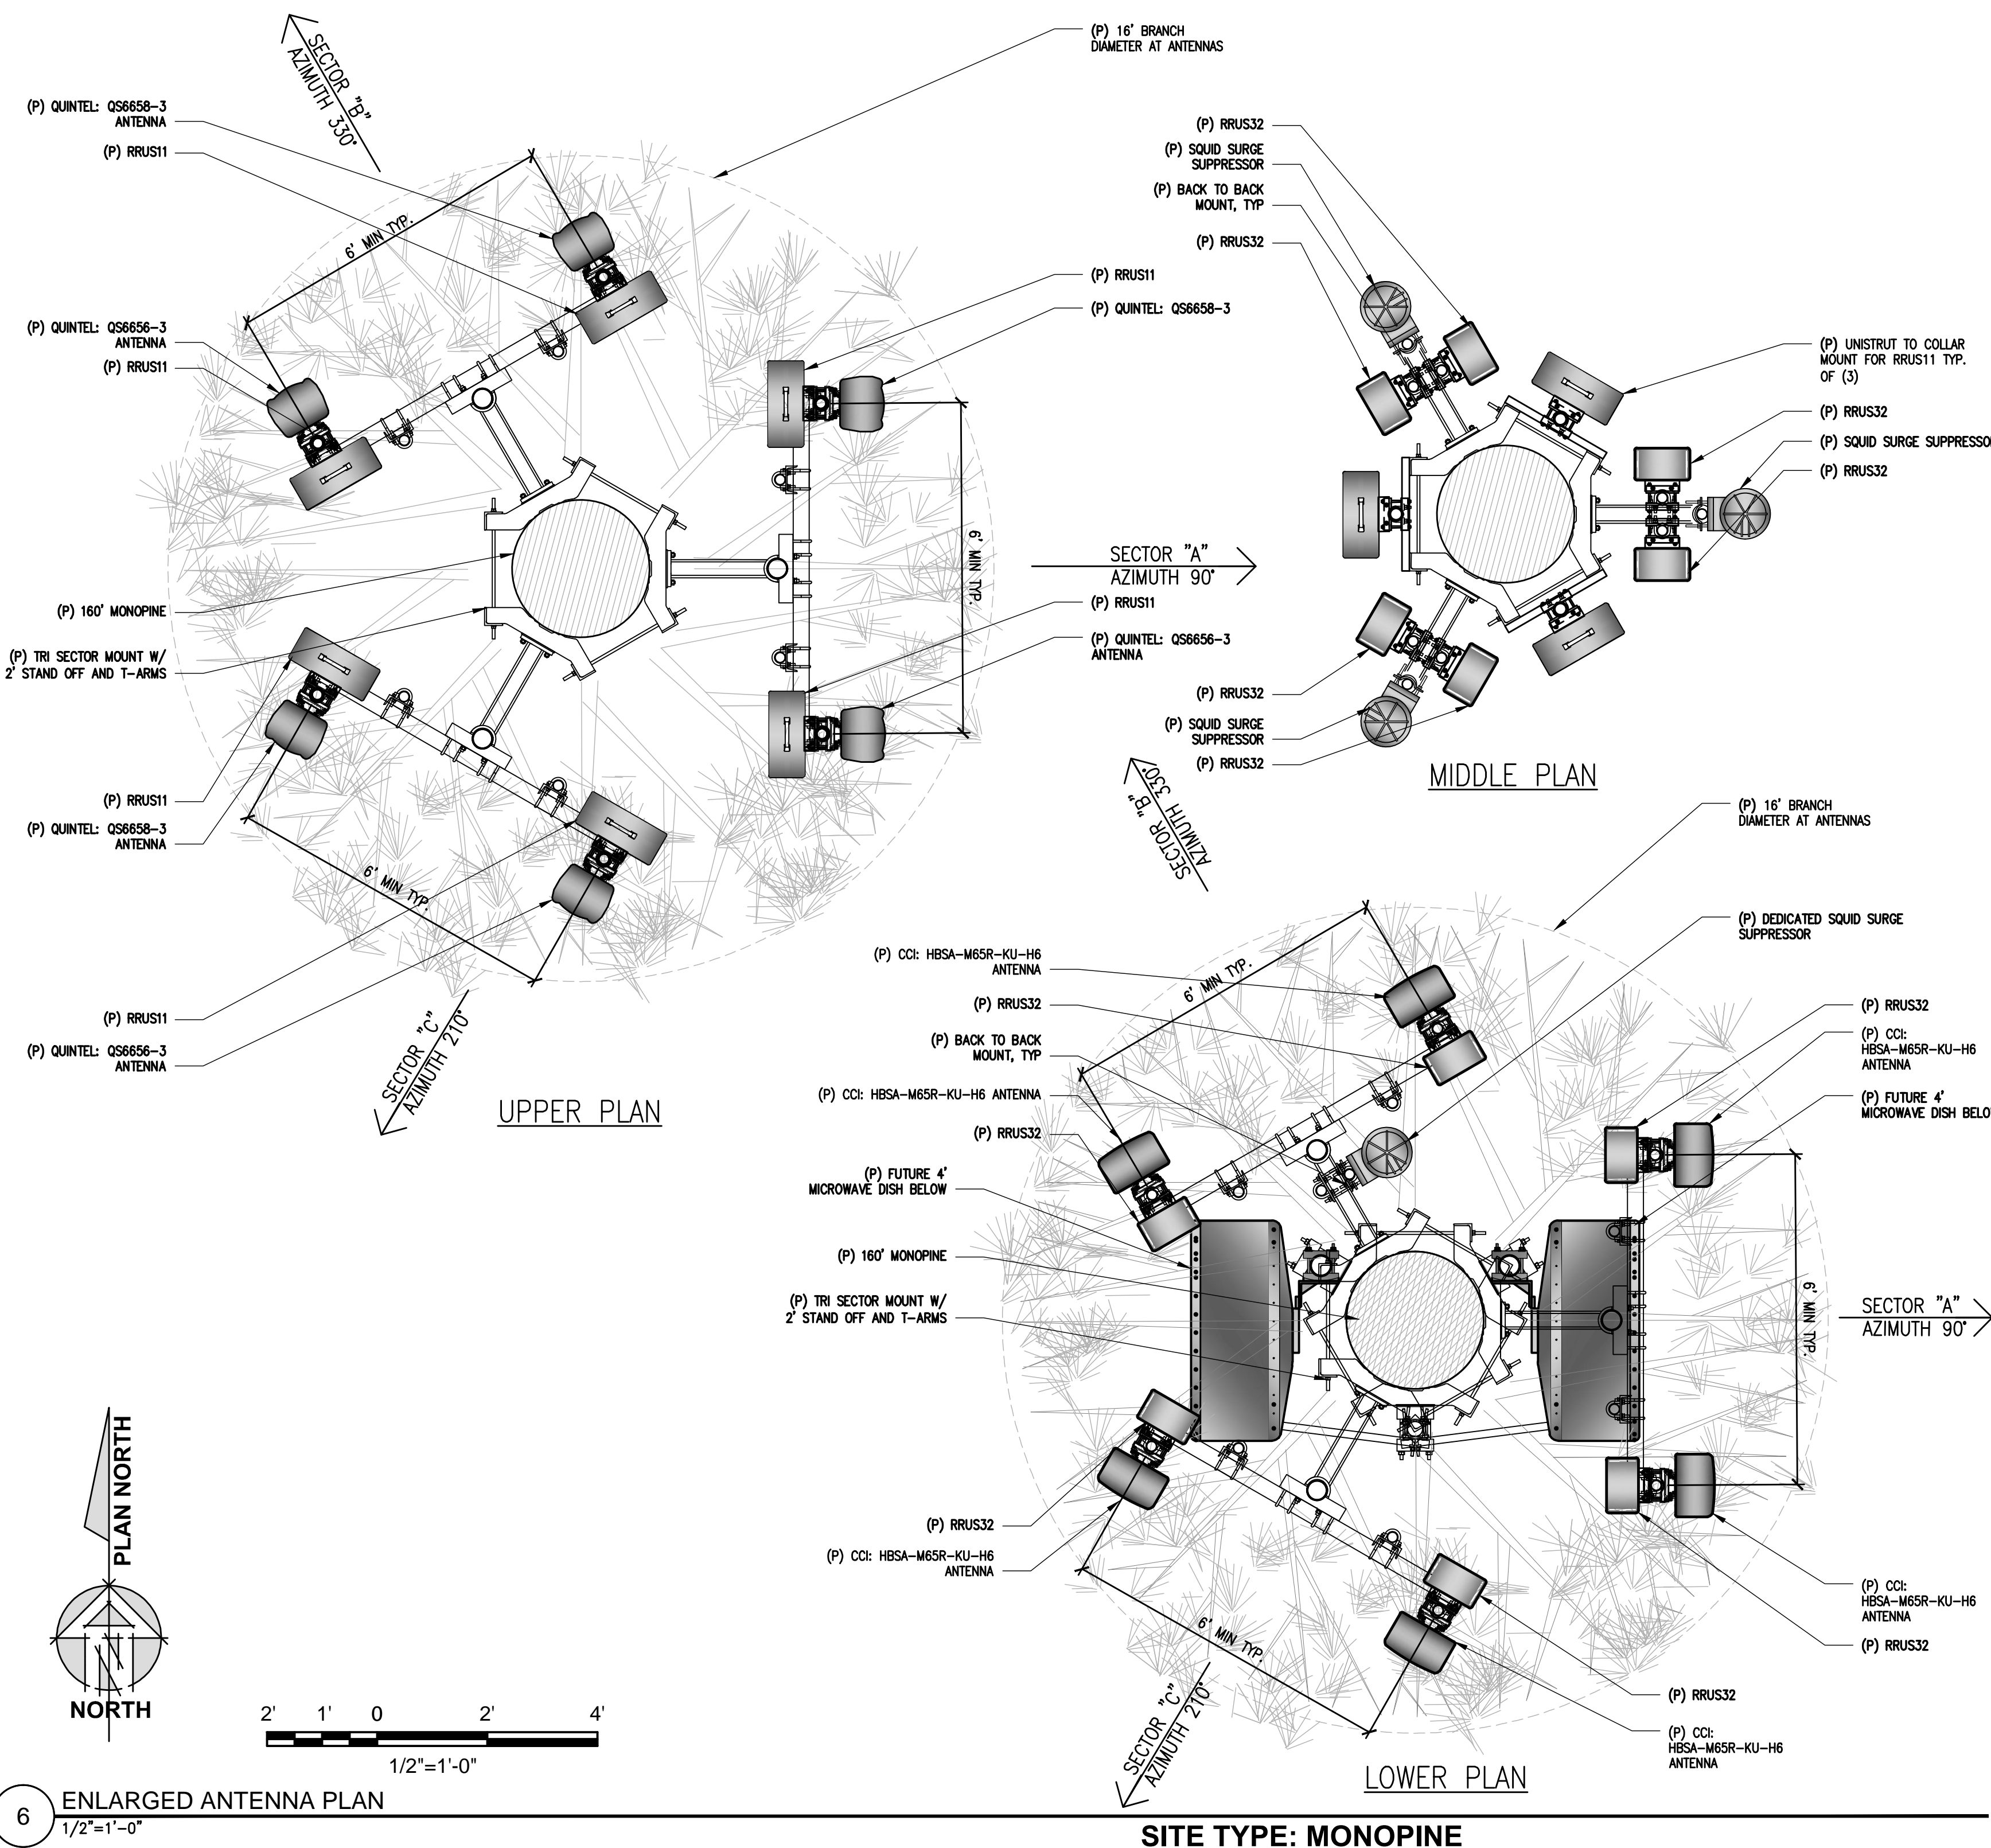 SECTOR "B"
AZIMUTH 330°
(P) 16' BRANCH
DIAMETER AT ANTENNAS
(P) QUINTEL: QS6658-3
ANTENNA
(P) RRUS11
6' MIN TYP.
(P) QUINTEL: QS6656-3
ANTENNA
(P) RRUS11
(P) RRUS11
(P) QUINTEL: QS6658-3
6' MIN TYP.
SECTOR "A"
AZIMUTH 90°
(P) RRUS11
(P) QUINTEL: QS6656-3
ANTENNA
(P) 160' MONOPINE
(P) TRI SECTOR MOUNT W/
2' STAND OFF AND T-ARMS
(P) RRUS11
(P) QUINTEL: QS6658-3
ANTENNA
6' MIN TYP.
(P) RRUS11
(P) QUINTEL: QS6656-3
ANTENNA
SECTOR "C"
AZIMUTH 210°
UPPER PLAN
(P) RRUS32
(P) SQUID SURGE
SUPPRESSOR
(P) BACK TO BACK
MOUNT, TYP
(P) RRUS32
(P) UNISTRUT TO COLLAR
MOUNT FOR RRUS11 TYP.
OF (3)
(P) RRUS32
(P) SQUID SURGE SUPPRESSO
(P) RRUS32
(P) RRUS32
(P) SQUID SURGE
SUPPRESSOR
(P) RRUS32
MIDDLE PLAN
SECTOR "B"
AZIMUTH 330°
(P) 16' BRANCH
DIAMETER AT ANTENNAS
(P) DEDICATED SQUID SURGE
SUPPRESSOR
(P) CCI: HBSA-M65R-KU-H6
ANTENNA
6' MIN TYP.
(P) RRUS32
(P) BACK TO BACK
MOUNT, TYP
(P) CCI: HBSA-M65R-KU-H6 ANTENNA
(P) RRUS32
(P) FUTURE 4'
MICROWAVE DISH BELOW
(P) 160' MONOPINE
(P) TRI SECTOR MOUNT W/
2' STAND OFF AND T-ARMS
(P) RRUS32
(P) CCI:
HBSA-M65R-KU-H6
ANTENNA
(P) FUTURE 4'
MICROWAVE DISH BELO
6' MIN TYP.
SECTOR "A"
AZIMUTH 90°
(P) RRUS32
(P) CCI: HBSA-M65R-KU-H6
ANTENNA
6' MIN TYP.
(P) CCI:
HBSA-M65R-KU-H6
ANTENNA
(P) RRUS32
(P) RRUS32
(P) CCI:
HBSA-M65R-KU-H6
ANTENNA
SECTOR "C"
AZIMUTH 210°
LOWER PLAN
PLAN NORTH
NORTH
2' 1' 0 2' 4'
1/2"=1'-0"
6
ENLARGED ANTENNA PLAN
1/2"=1'-0"
SITE TYPE: MONOPINE